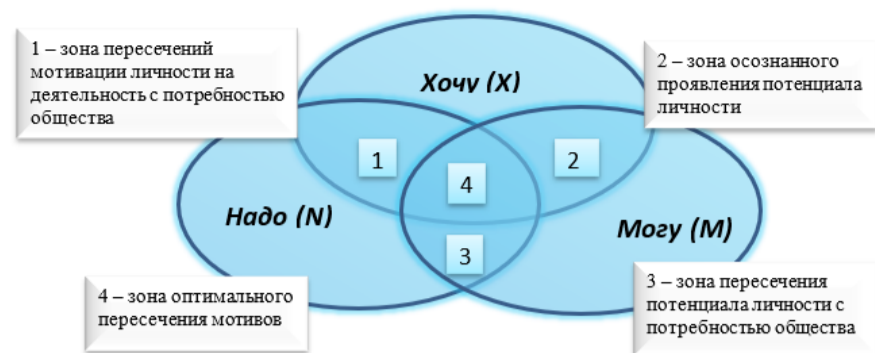 1 – зона пересечений
мотивации личности на
деятельность с потребностью
общества
Хочу (X)
2 – зона осознанного
проявления потенциала
личности
1
2
4
Надо (N)
Могу (M)
3
4 – зона оптимального
пересечения мотивов
3 – зона пересечения
потенциала личности с
потребностью общества